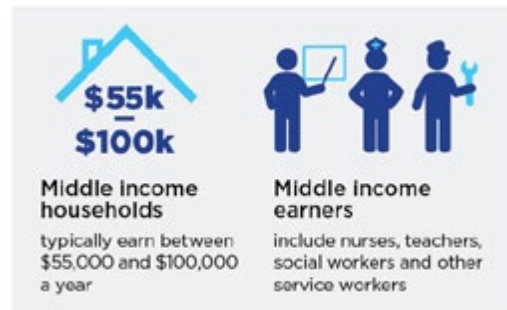 $55k
–
$100k
Middle income
households
typically earn between
$55,000 and $100,000
a year
Middle income
earners
include nurses, teachers,
social workers and other
service workers